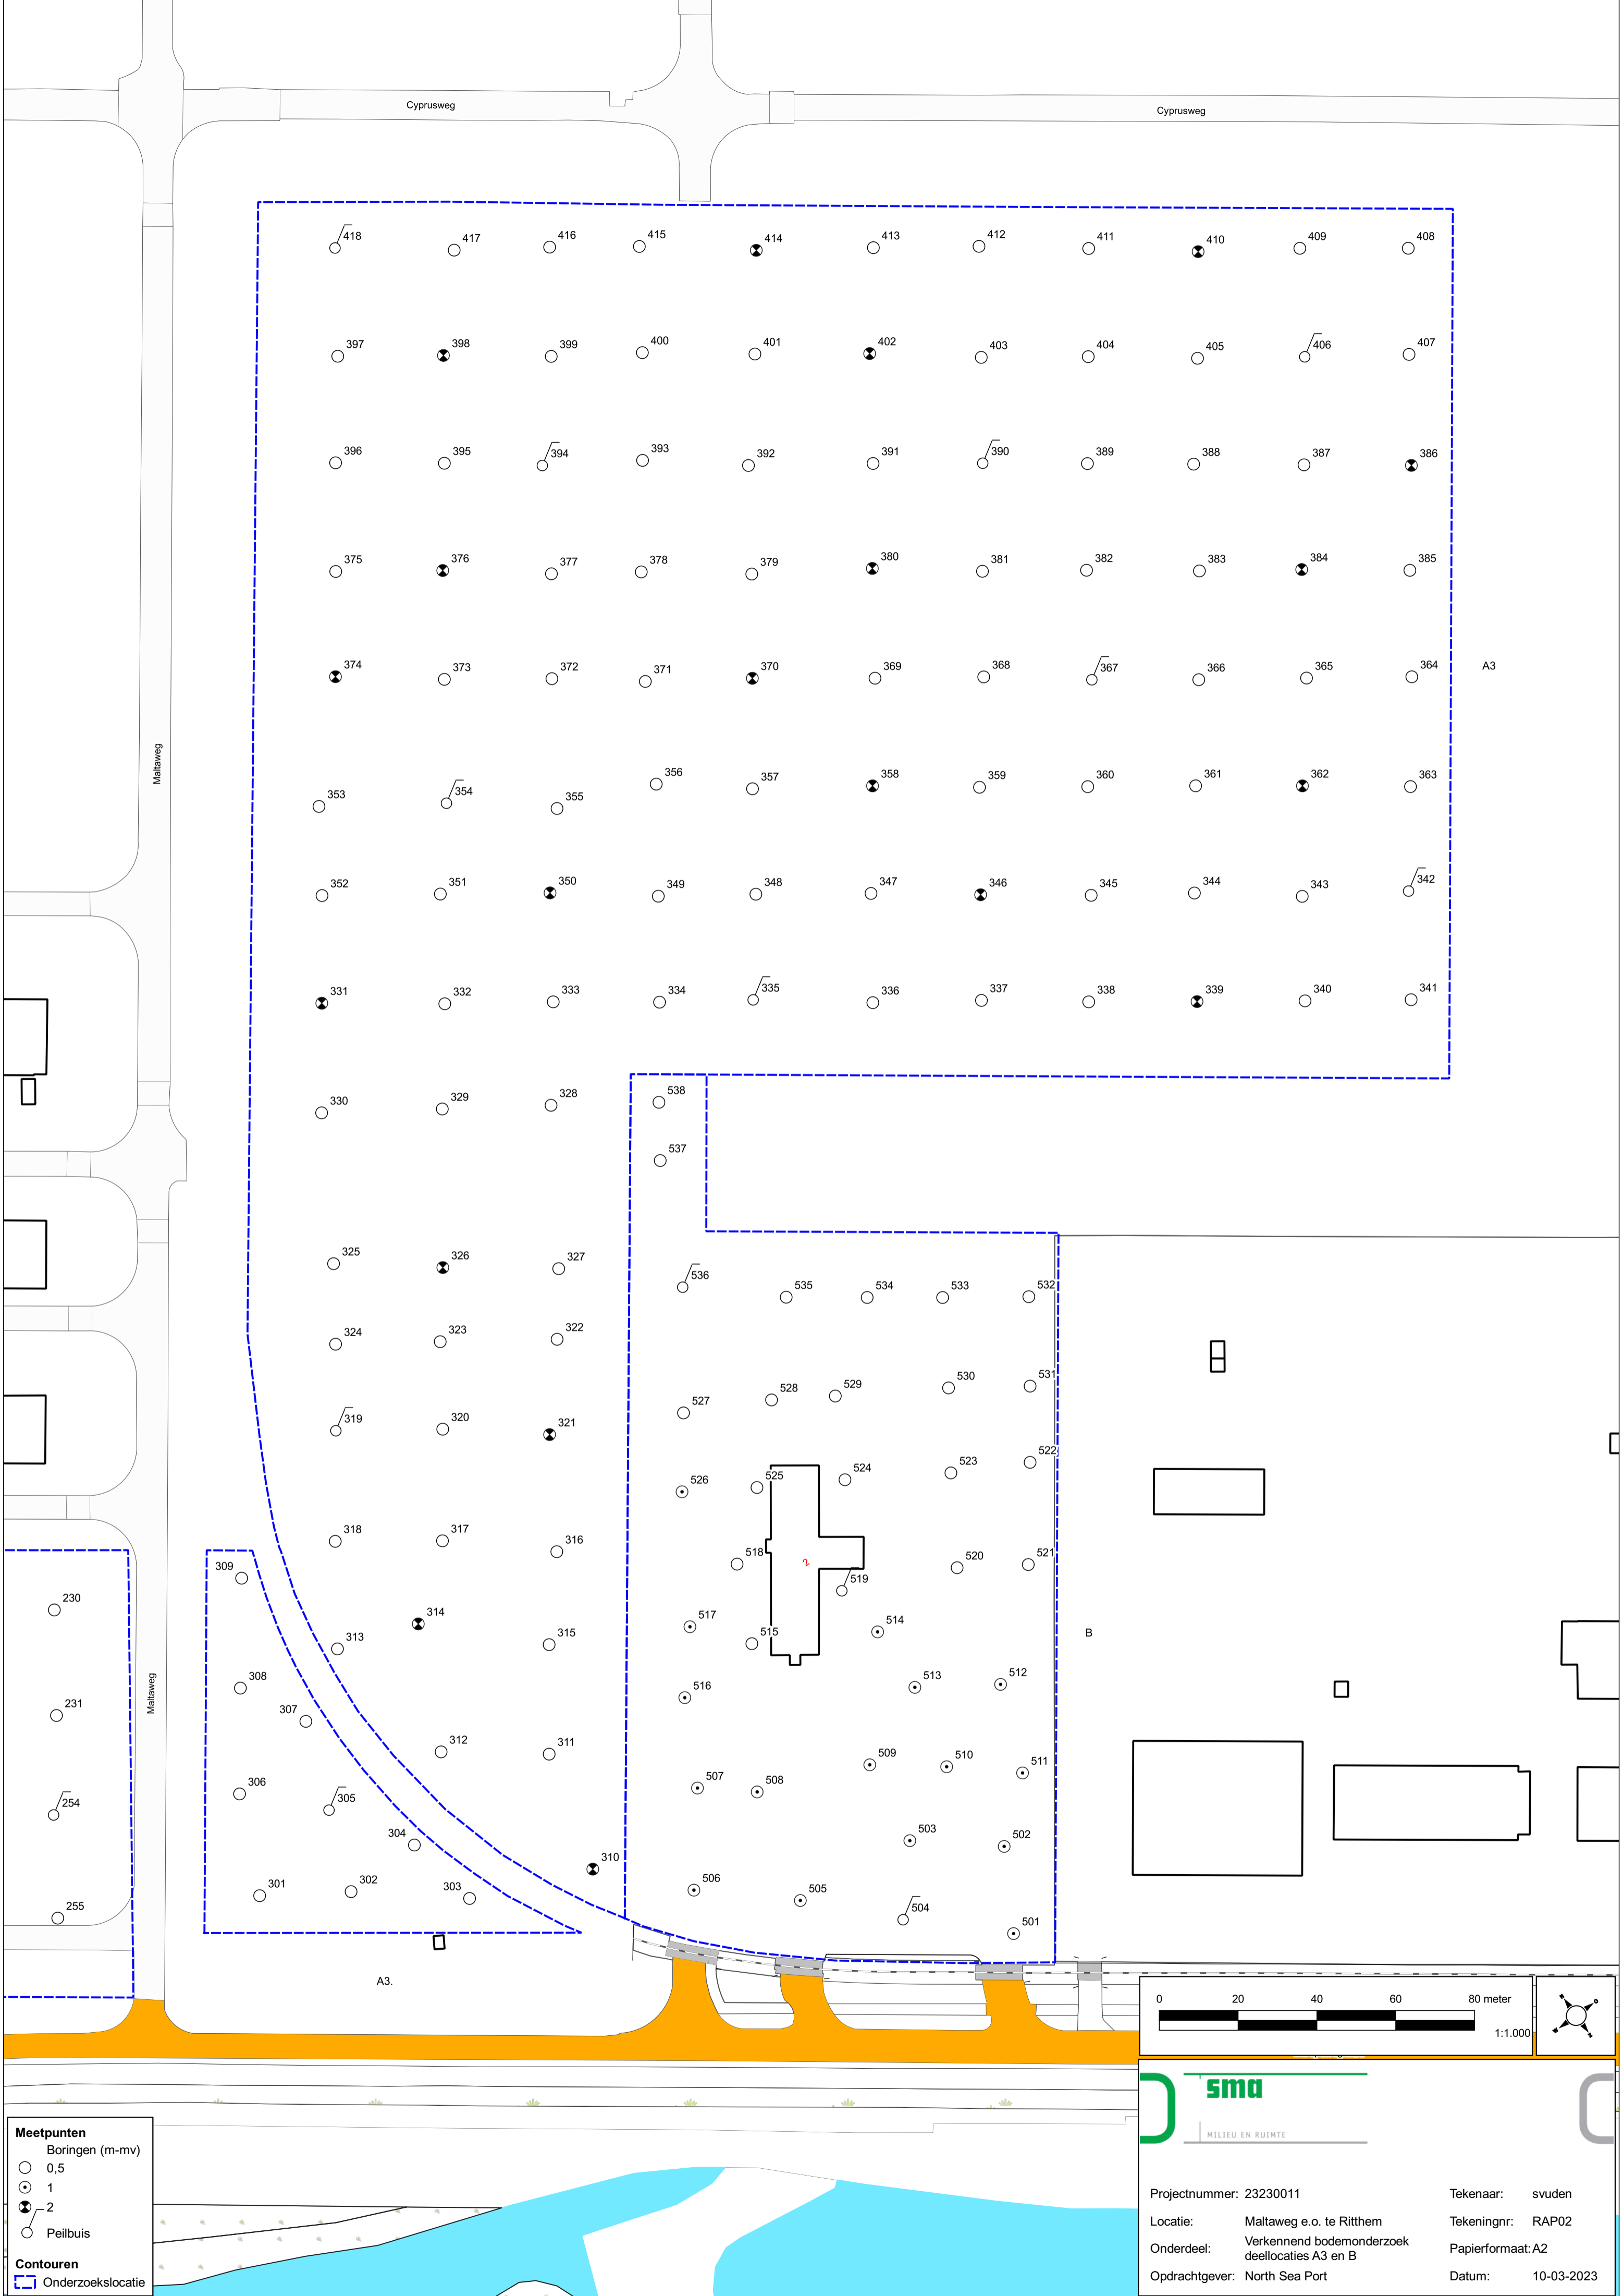 Cyprusweg
Cyprusweg
418 417 416 415 414 413 412 411 410 409 408
397 398 399 400 401 402 403 404 405 406 407
396 395 394 393 392 391 390 389 388 387 386
375 376 377 378 379 380 381 382 383 384 385
374 373 372 371 370 369 368 367 366 365 364
A3
Maltaweg
353 354 355 356 357 358 359 360 361 362 363
352 351 350 349 348 347 346 345 344 343 342
331 332 333 334 335 336 337 338 339 340 341
330 329 328 538
537
325 326 327 536 535 534 533 532
324 323 322
527 528 529 530 531
319 320 321
526 525 524 523 522
318 317 316
309 518 2 519 520 521
230
314 313 315 517 515 514
B
308 307 516 513 512
231
Maltaweg
312 311 509 510 511
306 305 507 508
254
304 503 502
310
301 302 303 506 505 504 501
255
A3.
0 20 40 60 80 meter
1:1.000
sma
MILIEU EN RUIMTE
Projectnummer: 23230011
Tekenaar: svuden
Locatie: Maltaweg e.o. te Ritthem
Tekeningnr: RAP02
Onderdeel: Verkennend bodemonderzoek
deellocaties A3 en B
Papierformaat: A2
Opdrachtgever: North Sea Port
Datum: 10-03-2023
Meetpunten
Boringen (m-mv)
0,5
1
2
Peilbuis
Contouren
Onderzoekslocatie